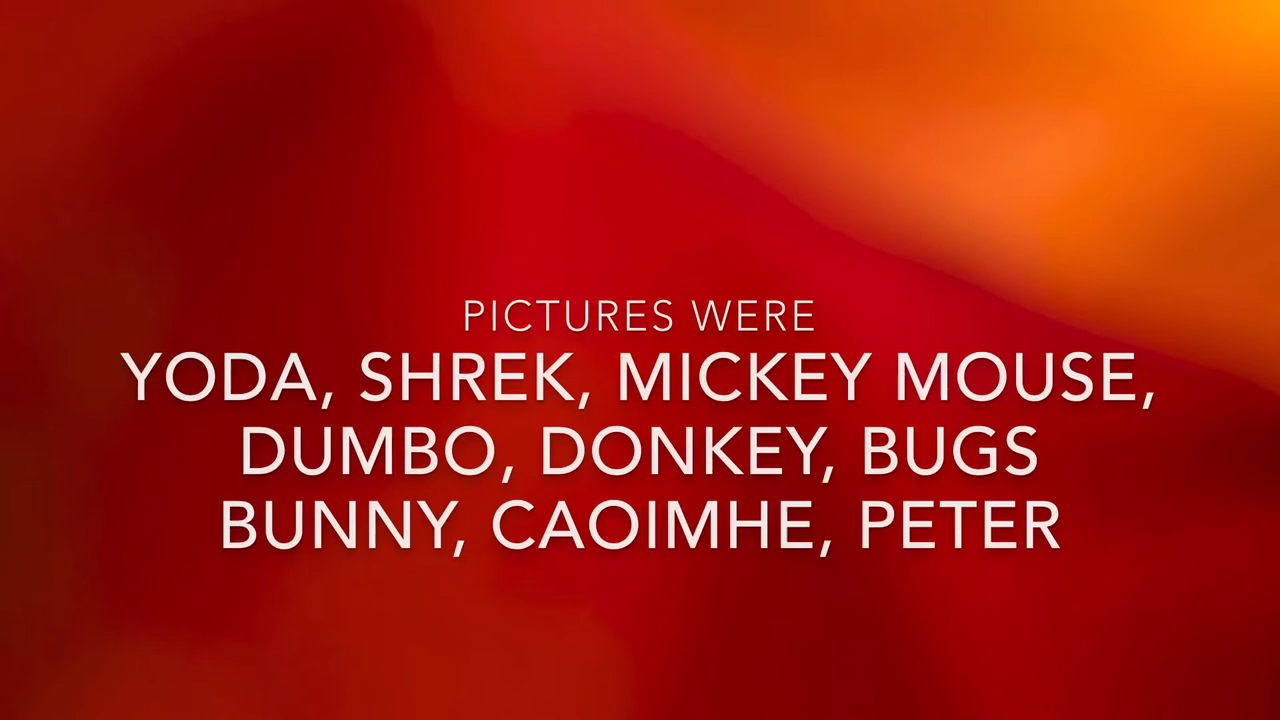 PICTURES WERE
YODA, SHREK, MICKEY MOUSE,
DUMBO, DONKEY, BUGS
BUNNY, CAOIMHE, PETER